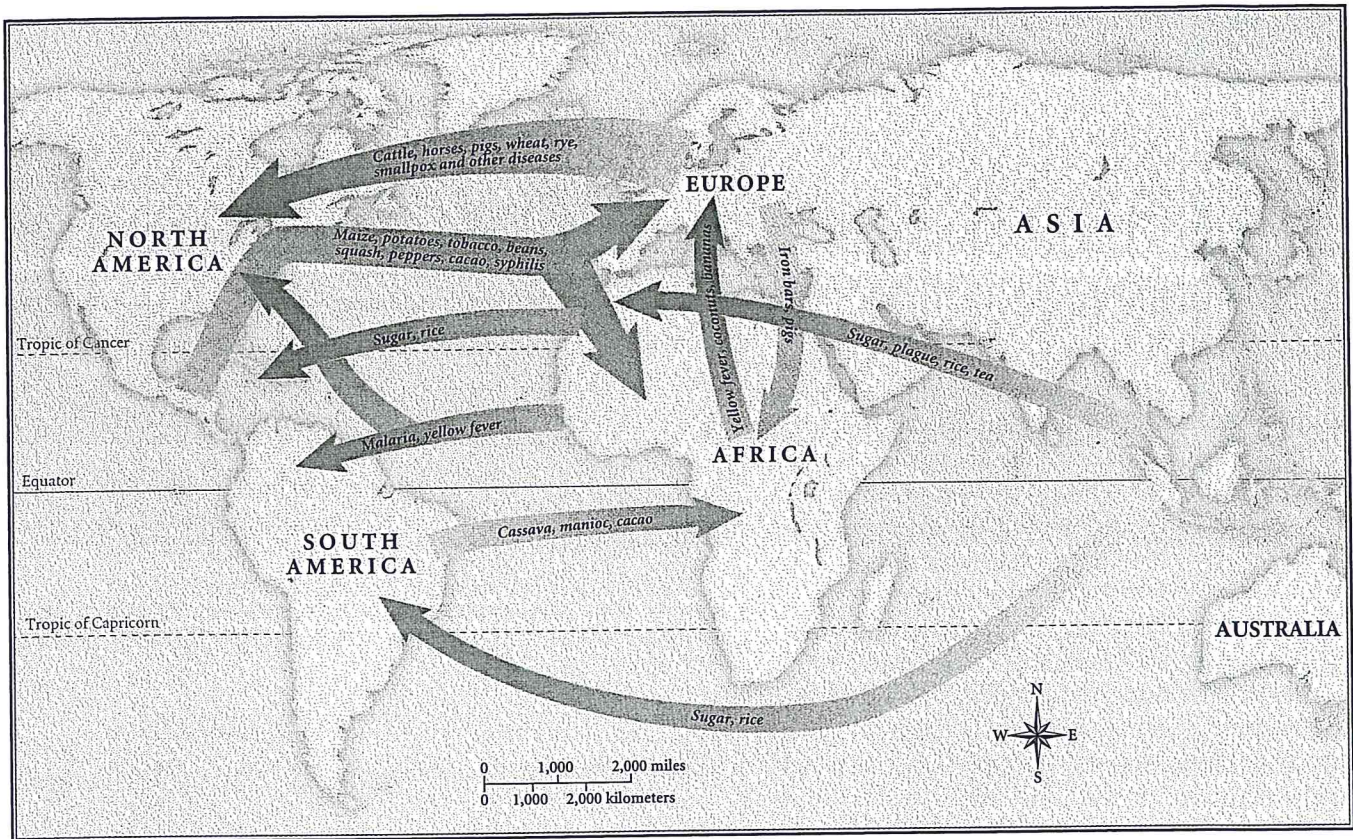 Cattle, horses, pigs, wheat, rye,
smallpox and other diseases
EUROPE
ASIA
NORTH
AMERICA
Maize, potatoes, tobacco, beans,
squash, peppers, cacao, syphilis
Yellow fever, coconuts, bananas
Iron bars, pigs
Sugar, rice
Sugar, plague, rice, tea
Tropic of Cancer
Malaria, yellow fever
AFRICA
Equator
Cassava, manioc, cacao
SOUTH
AMERICA
Tropic of Capricorn
AUSTRALIA
Sugar, rice
N
W E
S
0 1,000 2,000 miles
0 1,000 2,000 kilometers